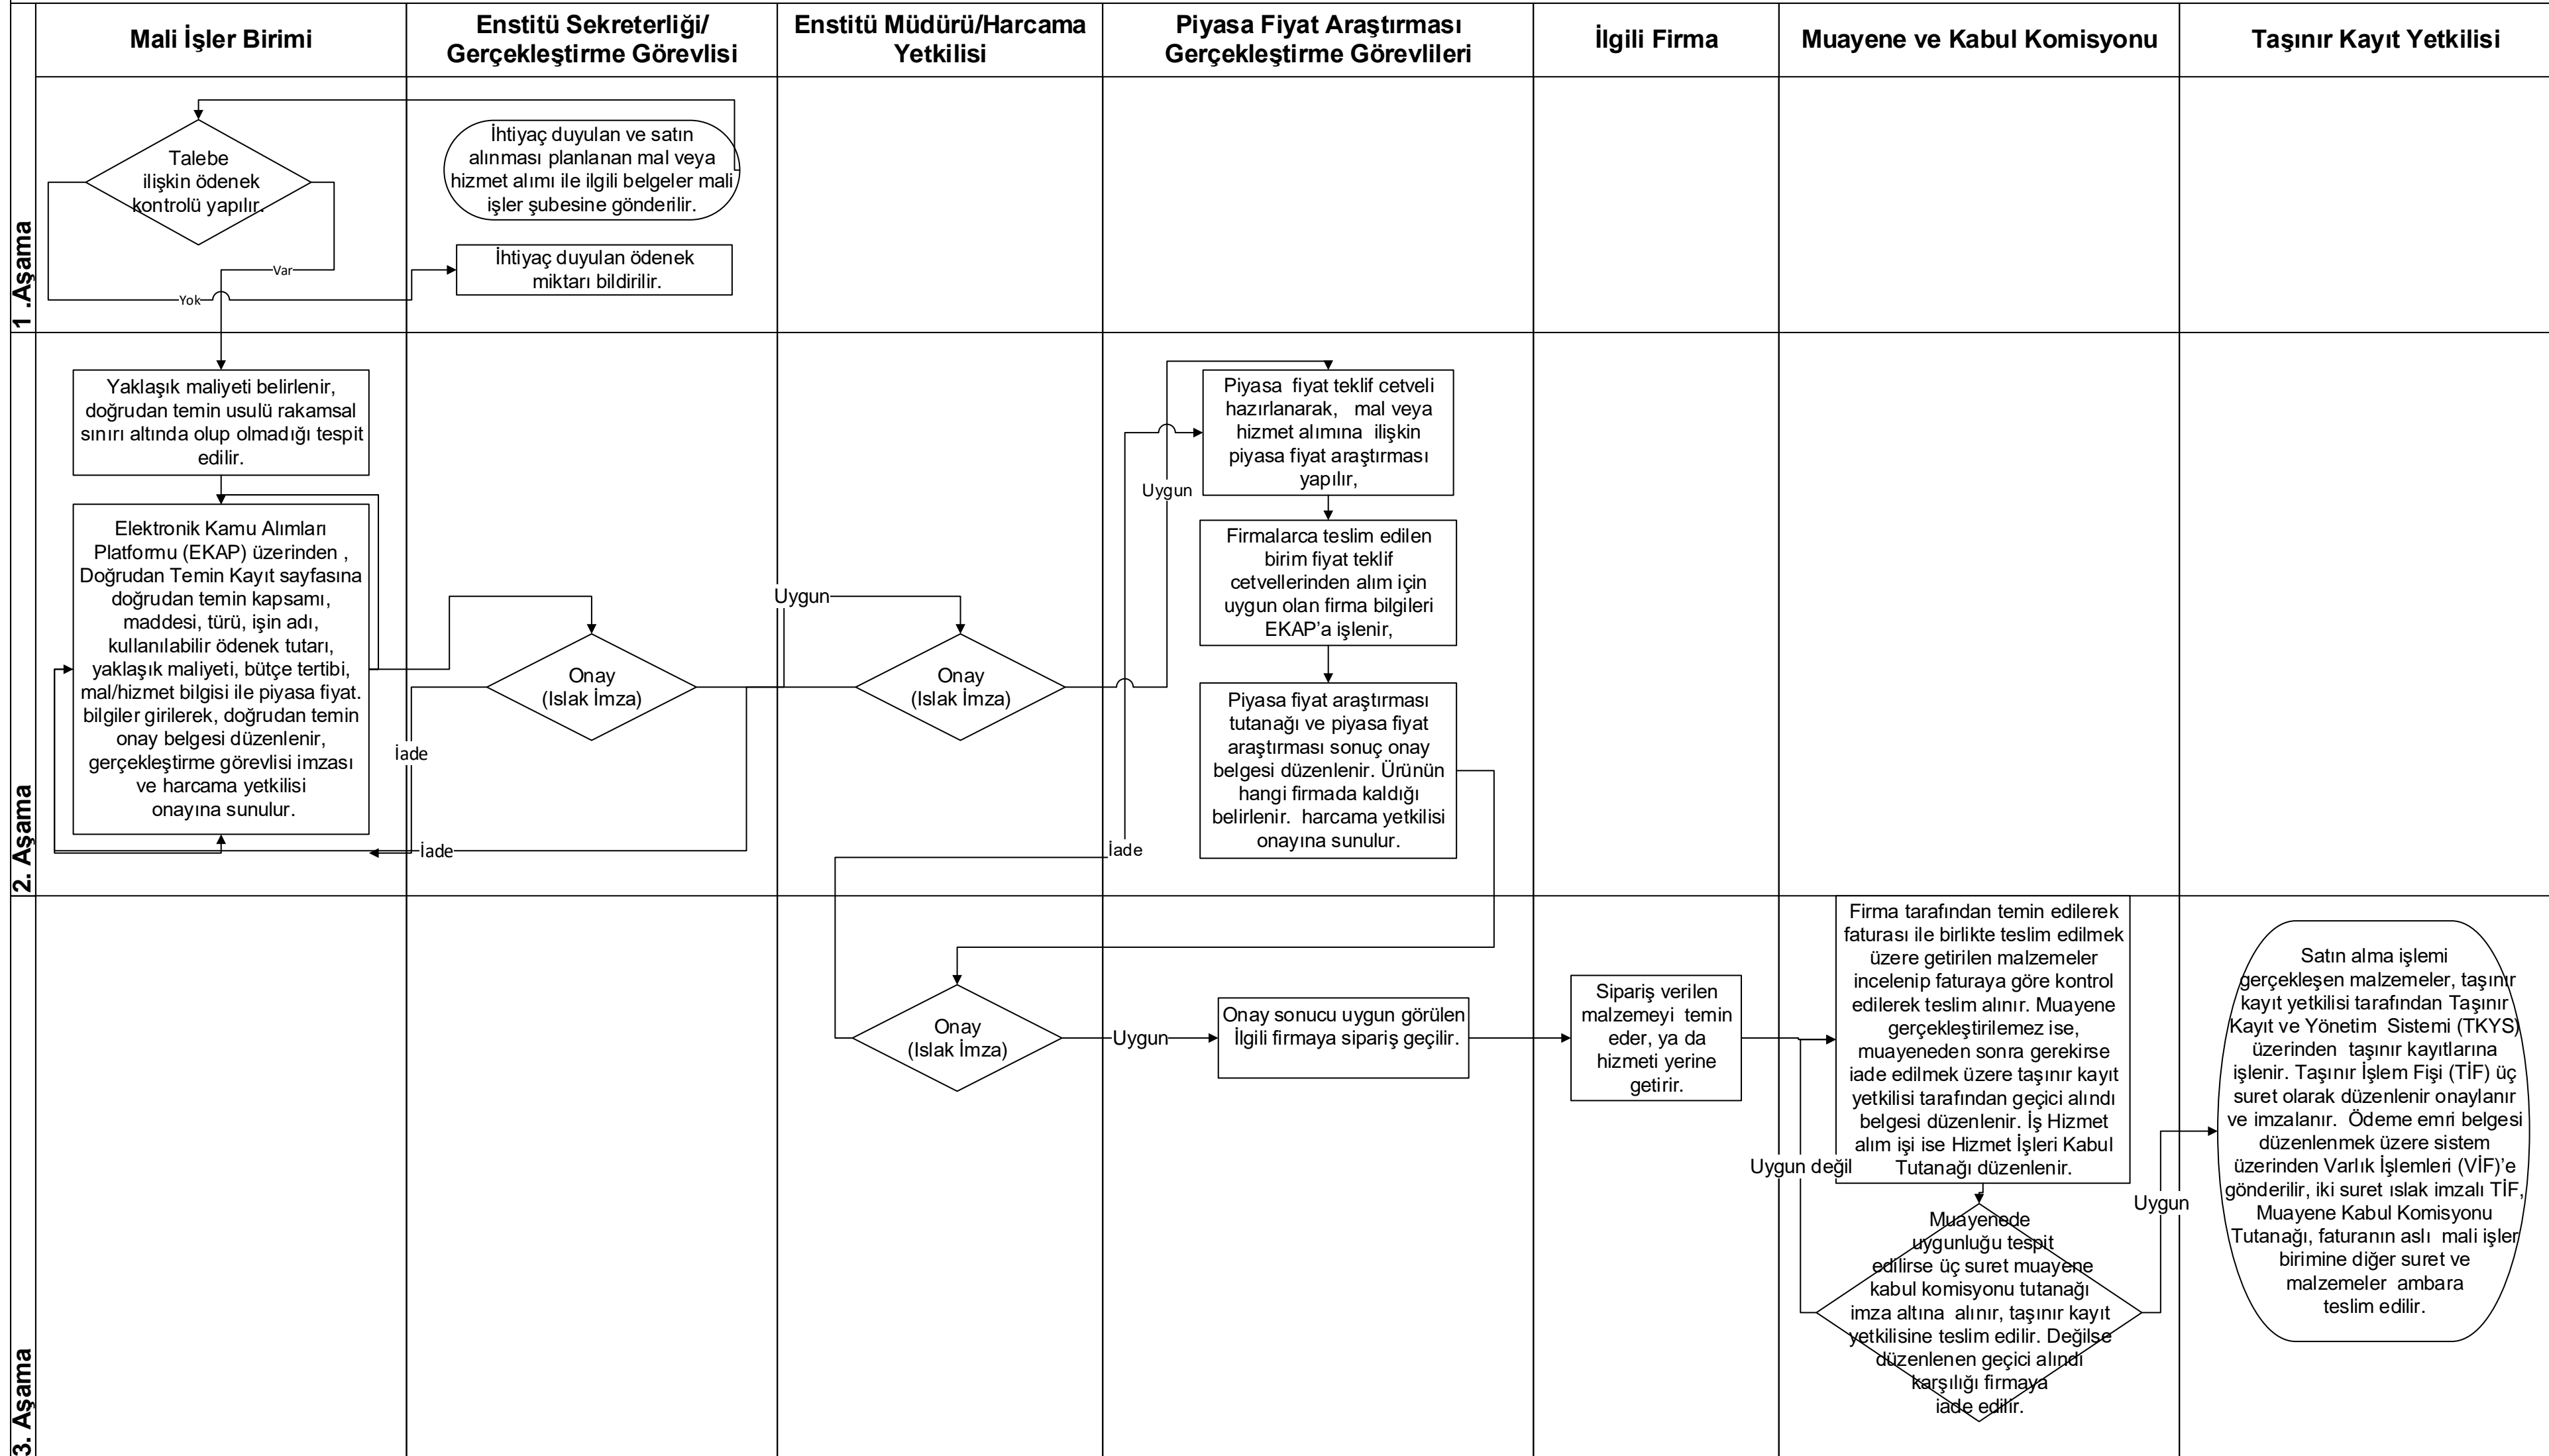 Mali İşler Birimi
Enstitü Sekreterliği/
Gerçekleştirme Görevlisi
Enstitü Müdürü/Harcama
Yetkilisi
Piyasa Fiyat Araştırması
Gerçekleştirme Görevlileri
İlgili Firma
Muayene ve Kabul Komisyonu
Taşınır Kayıt Yetkilisi
1 .Aşama
Talebe
ilişkin ödenek
kontrolü yapılır.
İhtiyaç duyulan ve satın
alınması planlanan mal veya
hizmet alımı ile ilgili belgeler mali
işler şubesine gönderilir.
İhtiyaç duyulan ödenek
miktarı bildirilir.
Var
Yok
2. Aşama
Yaklaşık maliyeti belirlenir,
doğrudan temin usulü rakamsal
sınırı altında olup olmadığı tespit
edilir.
Elektronik Kamu Alımları
Platformu (EKAP) üzerinden ,
Doğrudan Temin Kayıt sayfasına
doğrudan temin kapsamı,
maddesi, türü, işin adı,
kullanılabilir ödenek tutarı,
yaklaşık maliyeti, bütçe tertibi,
mal/hizmet bilgisi ile piyasa fiyat.
bilgiler girilerek, doğrudan temin
onay belgesi düzenlenir,
gerçekleştirme görevlisi imzası
ve harcama yetkilisi
onayına sunulur.
Onay
(Islak İmza)
İade
İade
Uygun
Onay
(Islak İmza)
Uygun
İade
Piyasa  fiyat teklif cetveli
hazırlanarak,   mal veya
hizmet alımına  ilişkin
piyasa fiyat araştırması
yapılır,
Firmalarca teslim edilen
birim fiyat teklif
cetvellerinden alım için
uygun olan firma bilgileri
EKAP’a işlenir,
Piyasa fiyat araştırması
tutanağı ve piyasa fiyat
araştırması sonuç onay
belgesi düzenlenir. Ürünün
hangi firmada kaldığı
belirlenir.  harcama yetkilisi
onayına sunulur.
3. Aşama
Onay
(Islak İmza)
Uygun
Onay sonucu uygun görülen
İlgili firmaya sipariş geçilir.
Sipariş verilen
malzemeyi  temin
eder, ya da
hizmeti yerine
getirir.
Firma tarafından temin edilerek
faturası ile birlikte teslim edilmek
üzere getirilen malzemeler
incelenip faturaya göre kontrol
edilerek teslim alınır. Muayene
gerçekleştirilemez ise,
muayeneden sonra gerekirse
iade edilmek üzere taşınır kayıt
yetkilisi tarafından geçici alındı
belgesi düzenlenir. İş Hizmet
alım işi ise Hizmet İşleri Kabul
Tutanağı düzenlenir.
Uygun değil
Muayenede
uygunluğu tespit
edilirse üç suret muayene
kabul komisyonu tutanağı
imza altına  alınır, taşınır kayıt
yetkilisine teslim edilir. Değilse
düzenlenen geçici alındı
karşılığı firmaya
iade edilir.
Uygun
Satın alma işlemi
gerçekleşen malzemeler, taşınır
kayıt yetkilisi tarafından Taşınır
Kayıt ve Yönetim  Sistemi (TKYS)
üzerinden  taşınır kayıtlarına
işlenir. Taşınır İşlem Fişi (TİF) üç
suret olarak düzenlenir onaylanır
ve imzalanır.  Ödeme emri belgesi
düzenlenmek üzere sistem
üzerinden Varlık İşlemleri (VİF)’e
gönderilir, iki suret ıslak imzalı TİF,
Muayene Kabul Komisyonu
Tutanağı, faturanın aslı  mali işler
birimine diğer suret ve
malzemeler  ambara
teslim edilir.